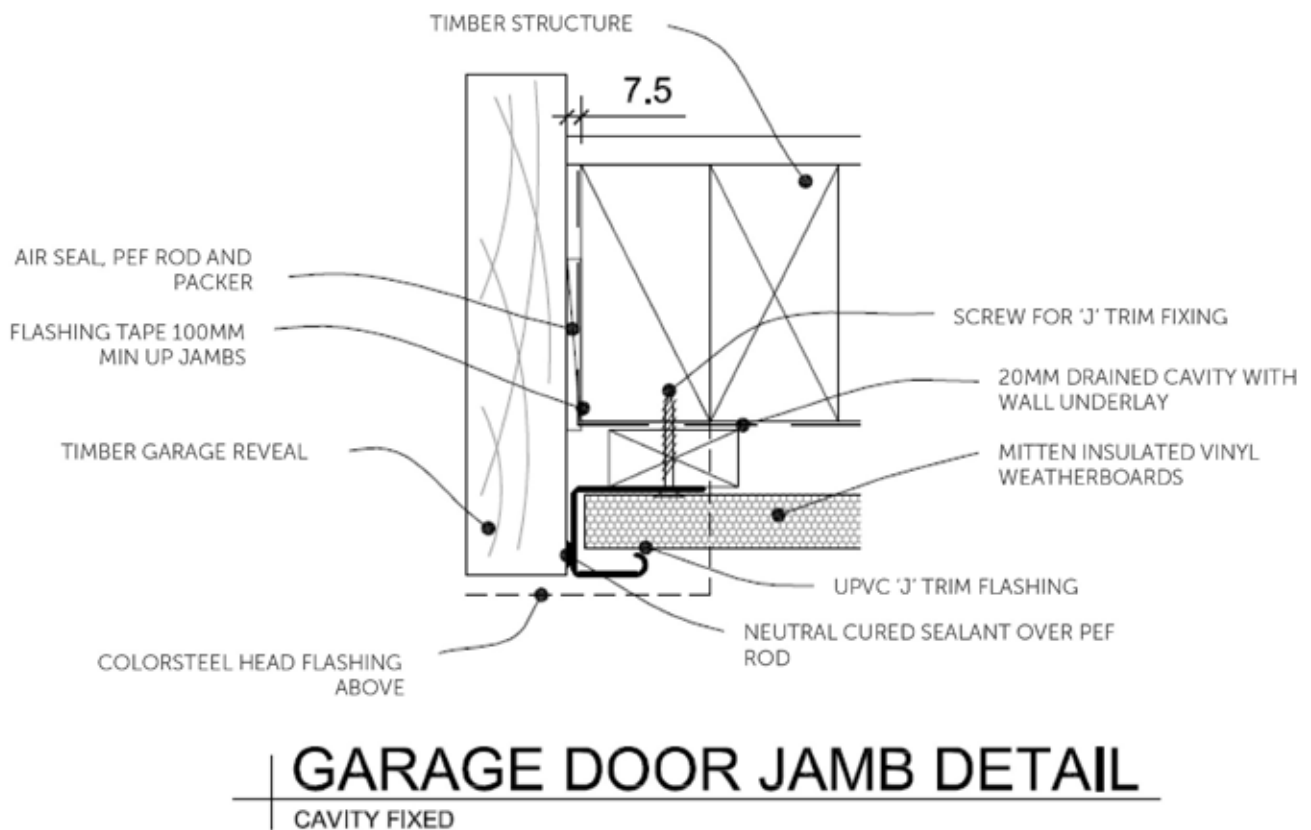 TIMBER STRUCTURE
7.5
AIR SEAL, PEF ROD AND
PACKER
FLASHING TAPE 100MM
MIN UP JAMBS
TIMBER GARAGE REVEAL
SCREW FOR 'J' TRIM FIXING
20MM DRAINED CAVITY WITH
WALL UNDERLAY
MITTEN INSULATED VINYL
WEATHERBOARDS
UPVC 'J' TRIM FLASHING
NEUTRAL CURED SEALANT OVER PEF
ROD
COLORSTEEL HEAD FLASHING
ABOVE
GARAGE DOOR JAMB DETAIL
CAVITY FIXED